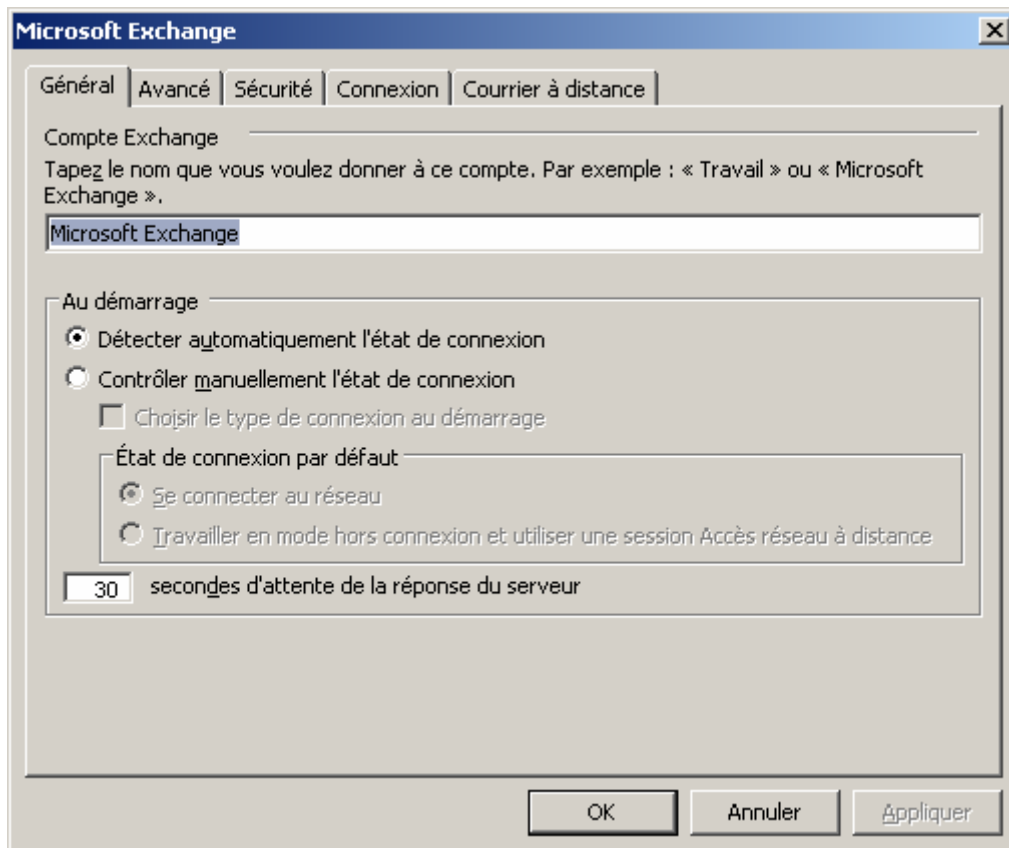 Microsoft Exchange
Général Avancé Sécurité Connexion Courrier à distance
Compte Exchange
Tapez le nom que vous voulez donner à ce compte. Par exemple : « Travail » ou « Microsoft
Exchange ».
Microsoft Exchange
Au démarrage
Détecter automatiquement l'état de connexion
Contrôler manuellement l'état de connexion
Choisir le type de connexion au démarrage
État de connexion par défaut
Se connecter au réseau
Travailler en mode hors connexion et utiliser une session Accès réseau à distance
30 secondes d'attente de la réponse du serveur
OK Annuler Appliquer